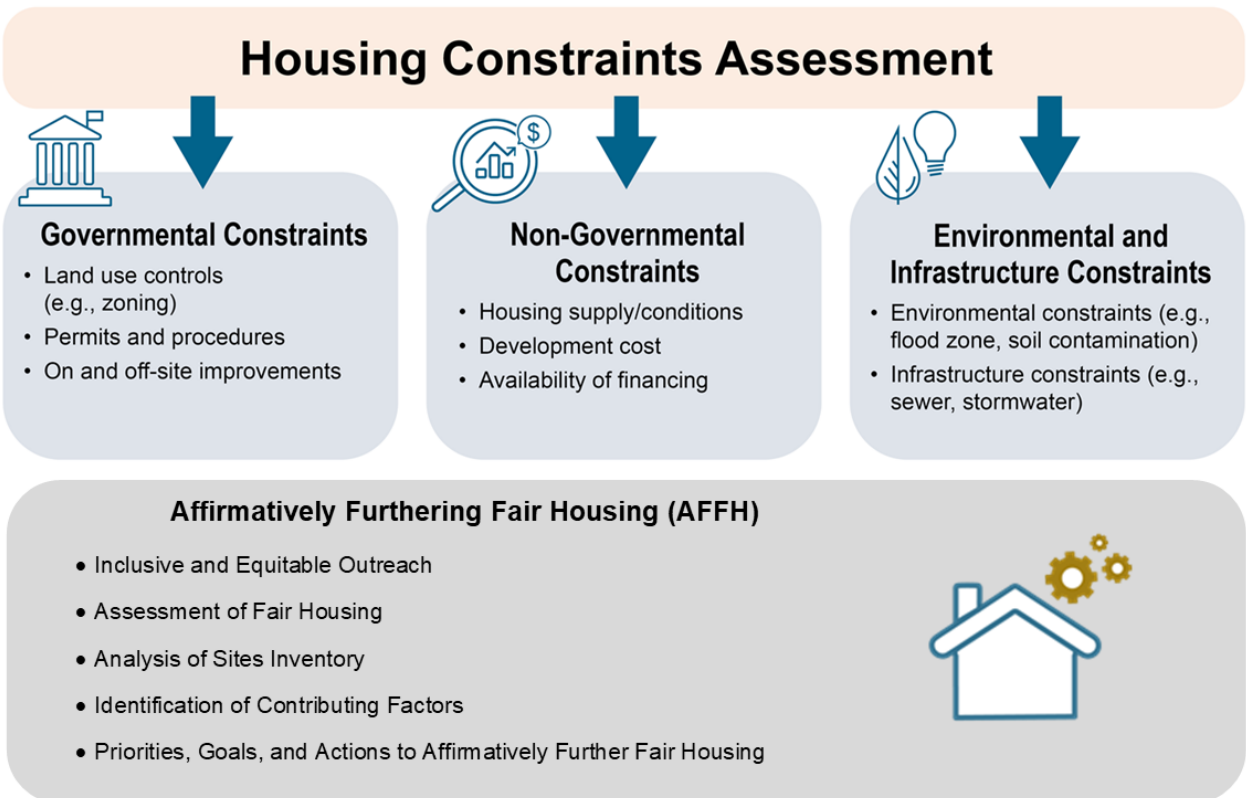 Housing Constraints Assessment
$
Governmental Constraints
• Land use controls
(e.g., zoning)
• Permits and procedures
• On and off-site improvements
Non-Governmental
Constraints
• Housing supply/conditions
• Development cost
• Availability of financing
Environmental and
Infrastructure Constraints
• Environmental constraints (e.g.,
flood zone, soil contamination)
• Infrastructure constraints (e.g.,
sewer, stormwater)
Affirmatively Furthering Fair Housing (AFFH)
• Inclusive and Equitable Outreach
• Assessment of Fair Housing
• Analysis of Sites Inventory
• Identification of Contributing Factors
• Priorities, Goals, and Actions to Affirmatively Further Fair Housing